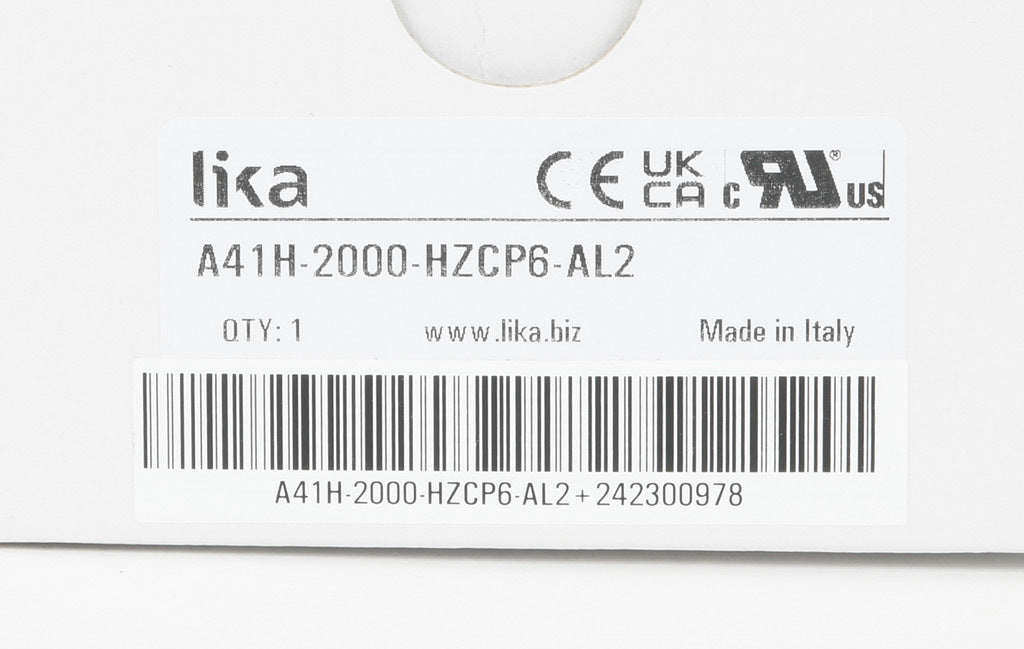 lika CE UK CA c RU ® US
A41H-2000-HZCP6-AL2
QTY: 1 www.lika.biz Made in Italy
A41H-2000-HZCP6-AL2+242300978